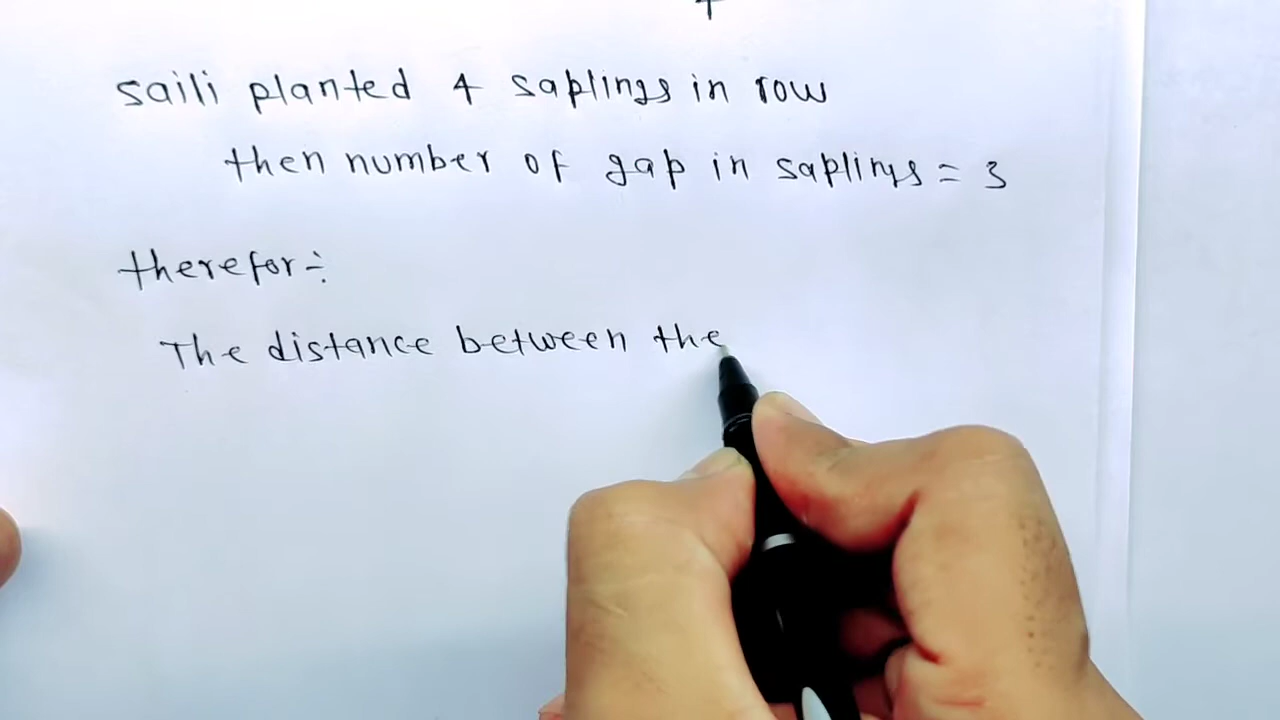 saili planted 4 saplings in row
then number of gap in saplings = 3
therefor÷
The distance between the